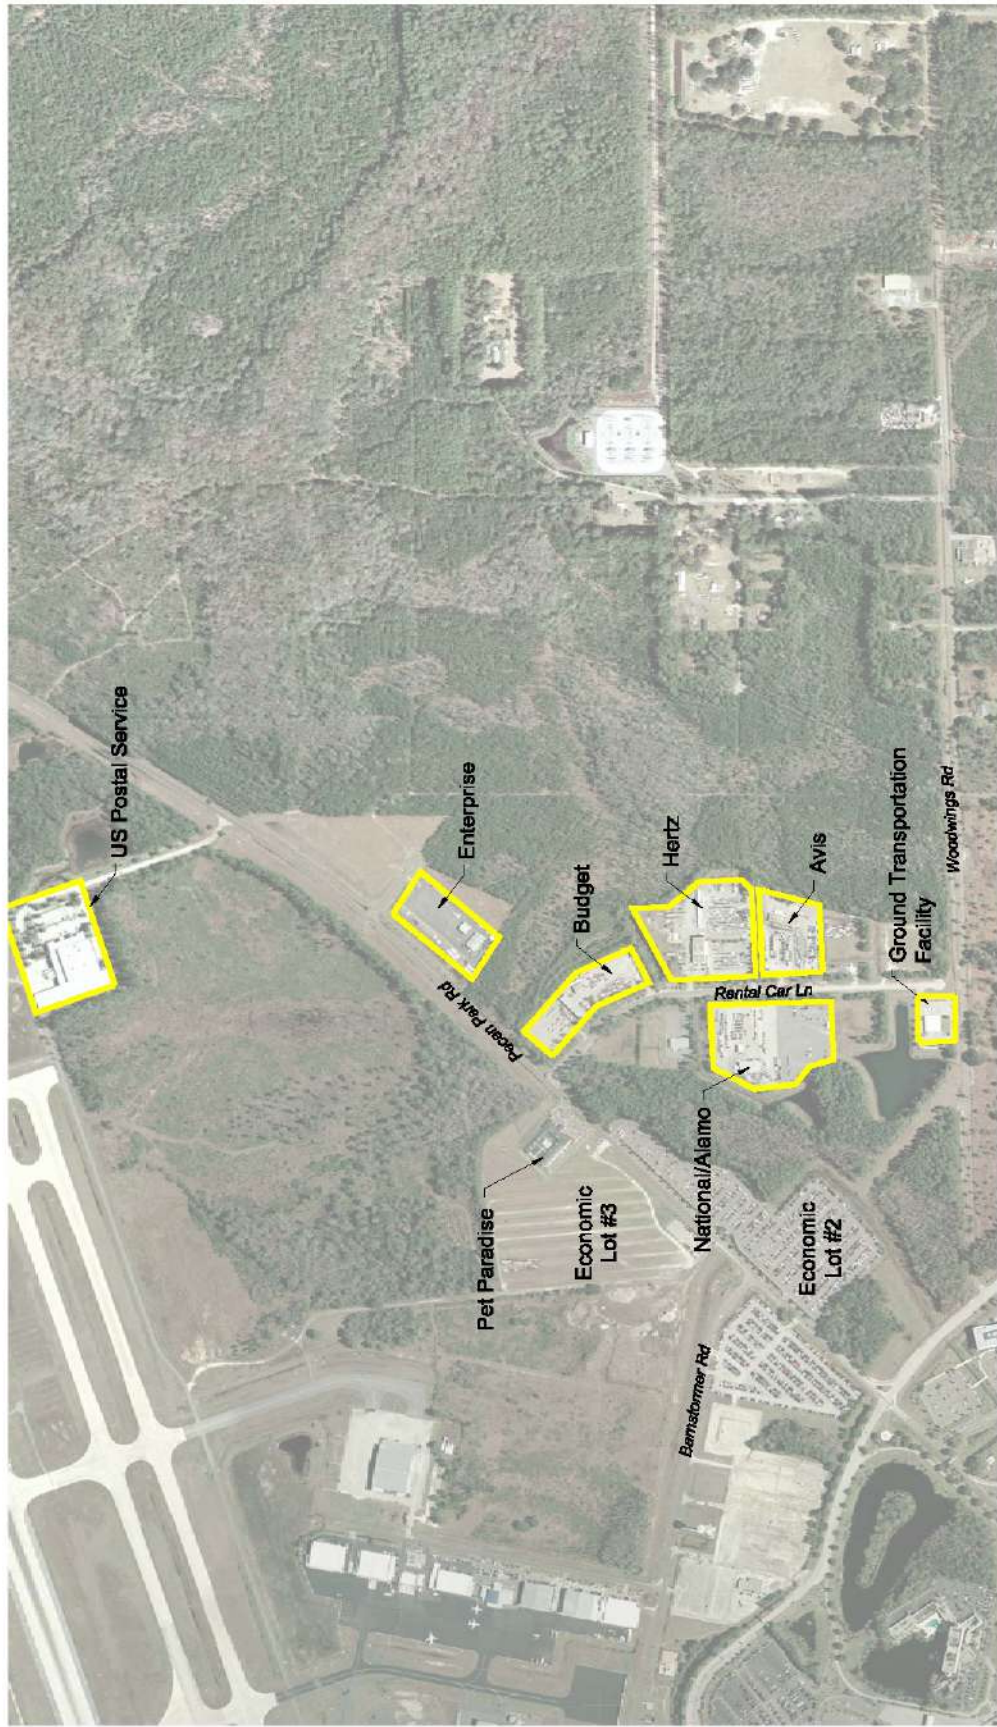 US Postal Service
Enterprise
Pecan Park Rd
Budget
Hertz
Avis
Rental Car Ln
Ground Transportation
Facility
Woodwings Rd
National/Alamo
Pet Paradise
Economic
Lot #3
Economic
Lot #2
Barnstormer Rd